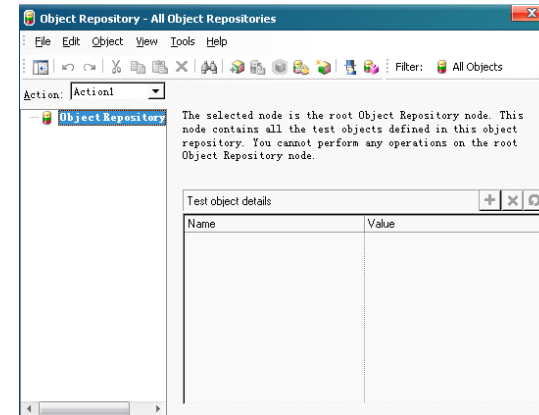 Object Repository - All Object Repositories
File Edit Object View Tools Help
Filter: All Objects
Action: Action1
Object Repository
The selected node is the root Object Repository node. This
node contains all the test objects defined in this object
repository. You cannot perform any operations on the root
Object Repository node.
Test object details
Name Value